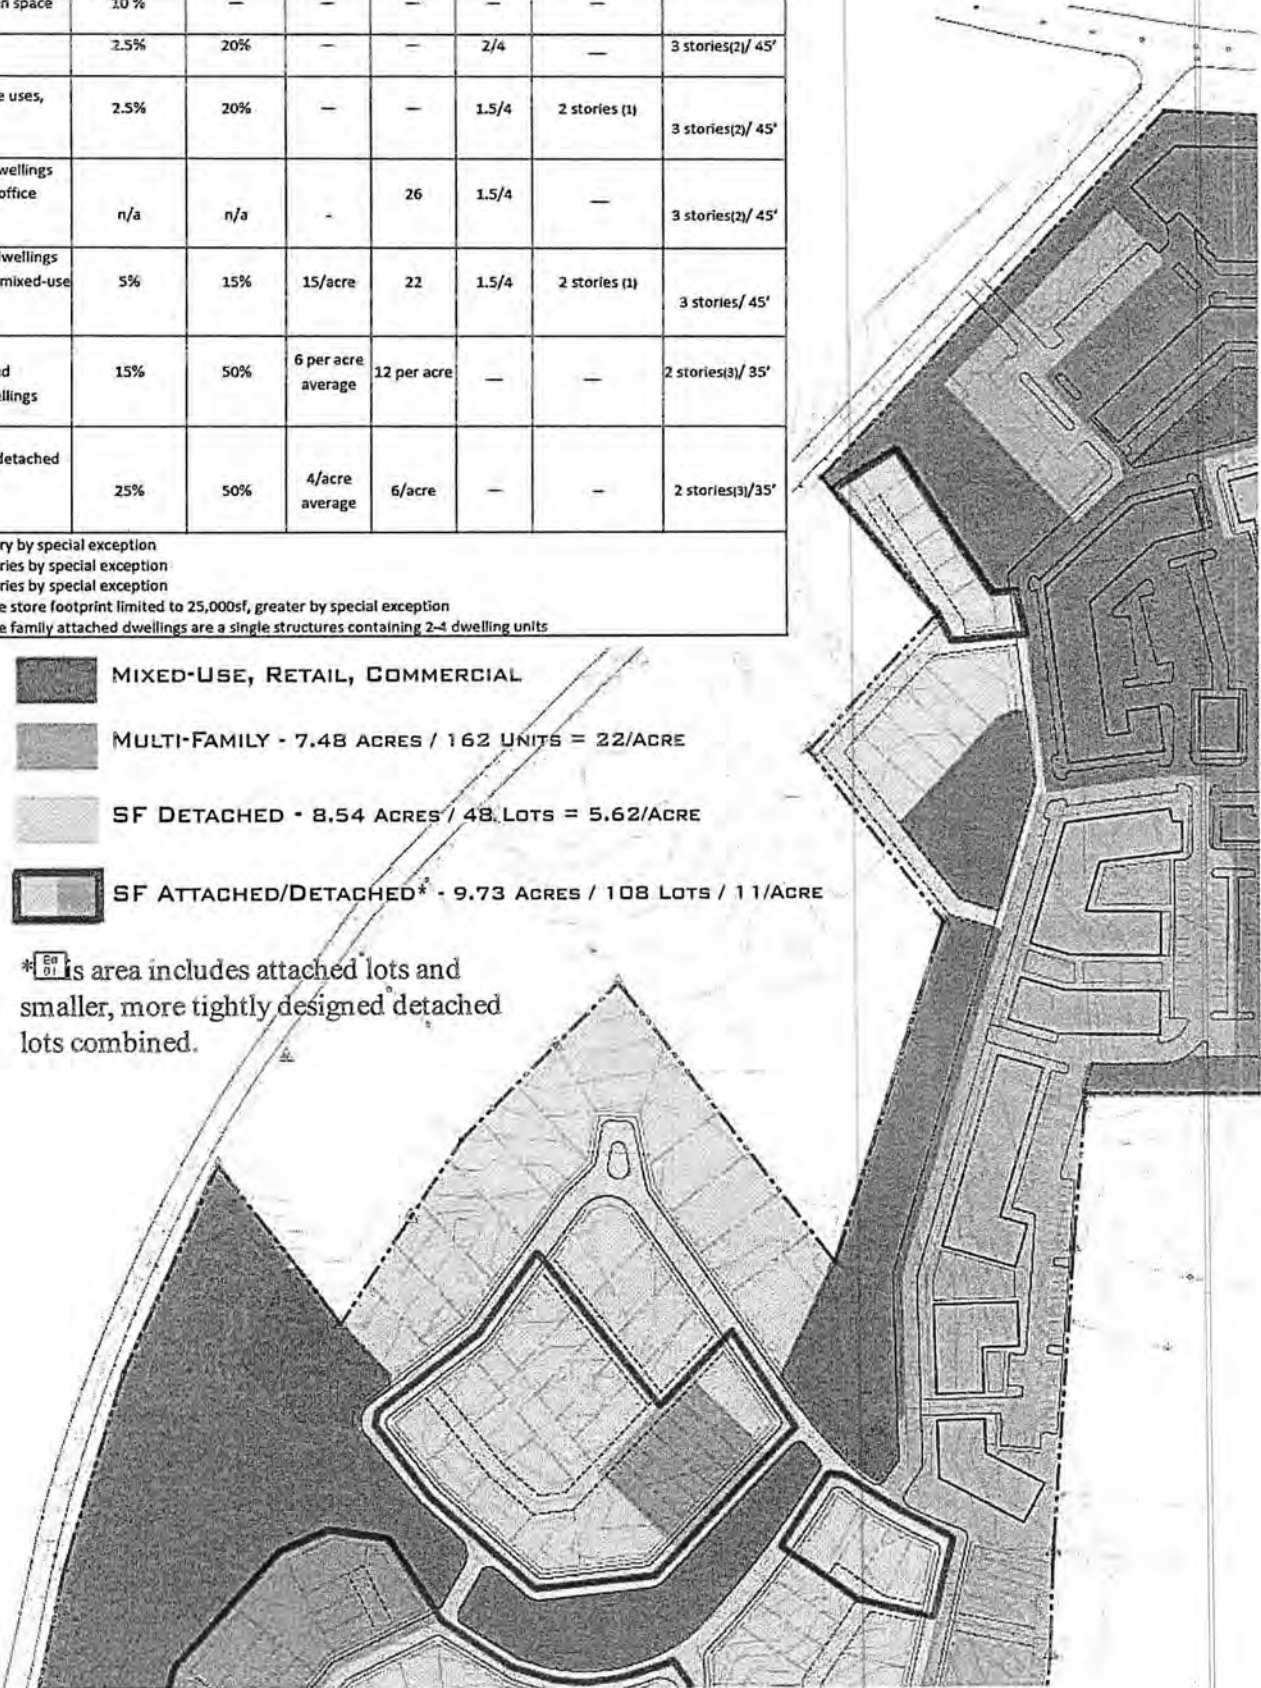 n space 10 % — — — — — —
2.5% 20% — — 2/4 — 3 stories(2)/ 45'
e uses,
2.5% 20% — — 1.5/4 2 stories (1) 3 stories(2)/ 45'
wellings
office
n/a n/a - 26 1.5/4 — 3 stories(2)/ 45'
wellings
mixed-use 5% 15% 15/acre 22 1.5/4 2 stories (1) 3 stories/ 45'
d
llings
15% 50% 6 per acre average 12 per acre — — 2 stories(3)/ 35'
detached
25% 50% 4/acre average 6/acre — — 2 stories(3)/35'
ry by special exception
ries by special exception
ries by special exception
e store footprint limited to 25,000sf, greater by special exception
e family attached dwellings are a single structures containing 2-4 dwelling units
MIXED-USE, RETAIL, COMMERCIAL
MULTI-FAMILY - 7.48 ACRES / 162 UNITS = 22/ACRE
SF DETACHED - 8.54 ACRES / 48 LOTS = 5.62/ACRE
SF ATTACHED/DETACHED* - 9.73 ACRES / 108 LOTS / 11/ACRE
* is area includes attached lots and
smaller, more tightly designed detached
lots combined.